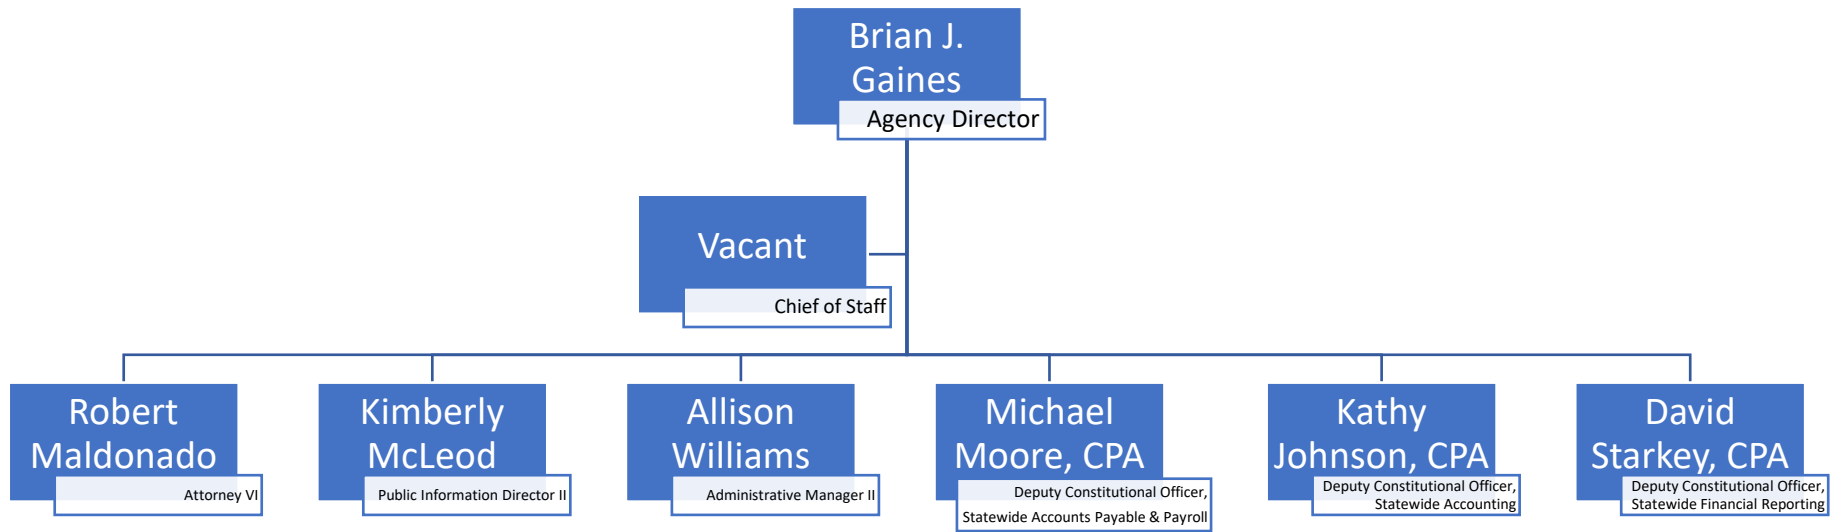 Brian J.
Gaines
Agency Director
Vacant
Chief of Staff
Robert
Maldonado
Attorney VI
Kimberly
McLeod
Public Information Director II
Allison
Williams
Administrative Manager II
Michael
Moore, CPA
Deputy Constitutional Officer,
Statewide Accounts Payable & Payroll
Kathy
Johnson, CPA
Deputy Constitutional Officer,
Statewide Accounting
David
Starkey, CPA
Deputy Constitutional Officer,
Statewide Financial Reporting